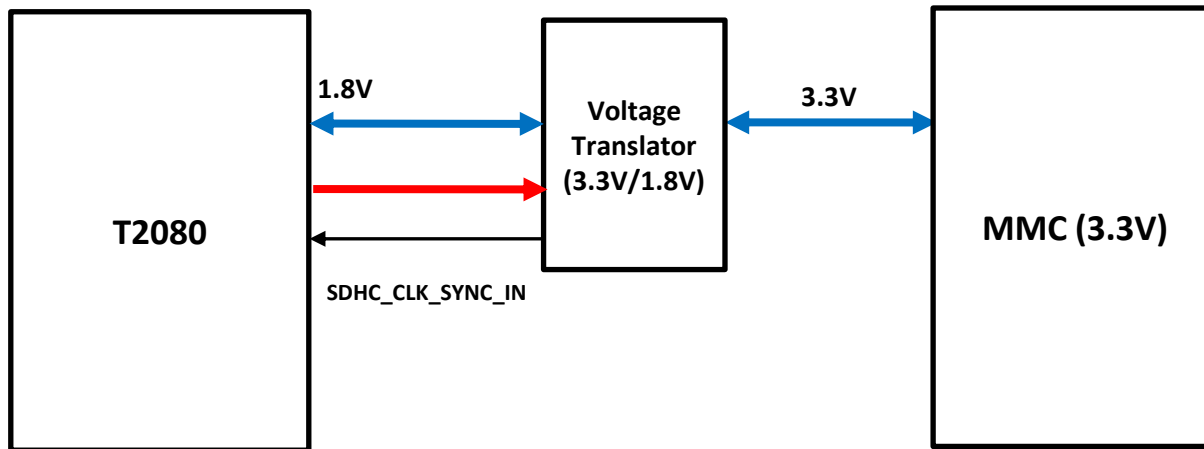 1.8V
Voltage
Translator
(3.3V/1.8V)
3.3V
T2080
MMC (3.3V)
SDHC_CLK_SYNC_IN